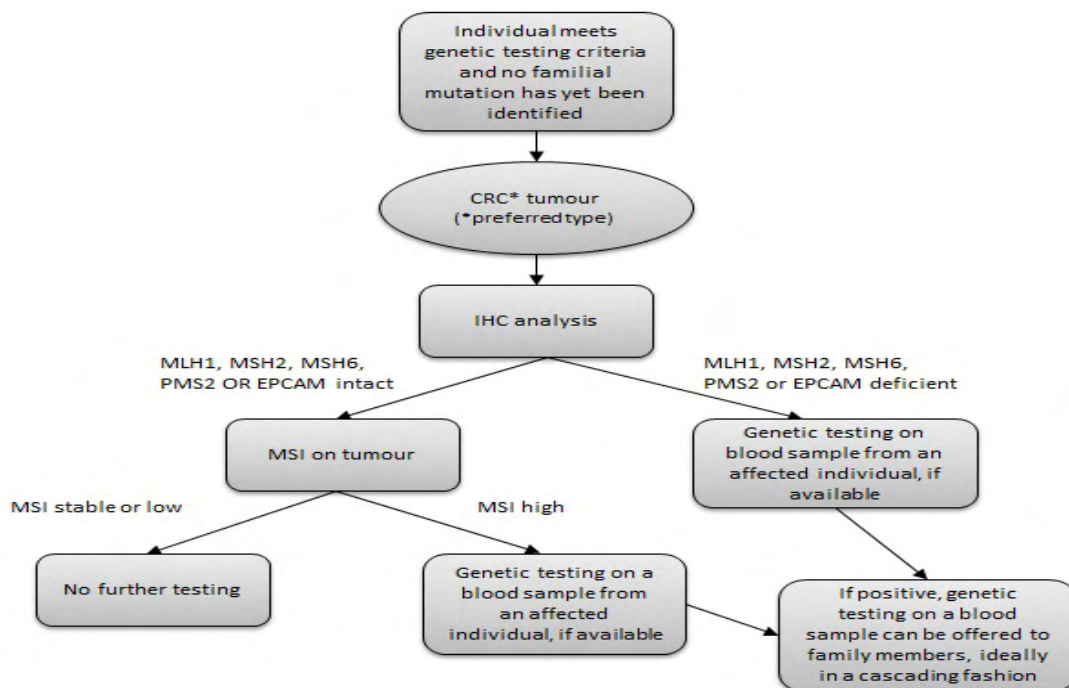 Individual meets
genetic testing criteria
and no familial
mutation has yet been
identified
CRC* tumour
(*preferred type)
IHC analysis
MLH1, MSH2, MSH6,
PMS2 OR EPCAM intact
MLH1, MSH2, MSH6,
PMS2 or EPCAM deficient
MSI on tumour
Genetic testing on
blood sample from an
affected individual, if
available
MSI stable or low
MSI high
No further testing
Genetic testing on a
blood sample from
an affected
individual, if available
If positive, genetic
testing on a blood
sample can be offered to
family members, ideally
in a cascading fashion